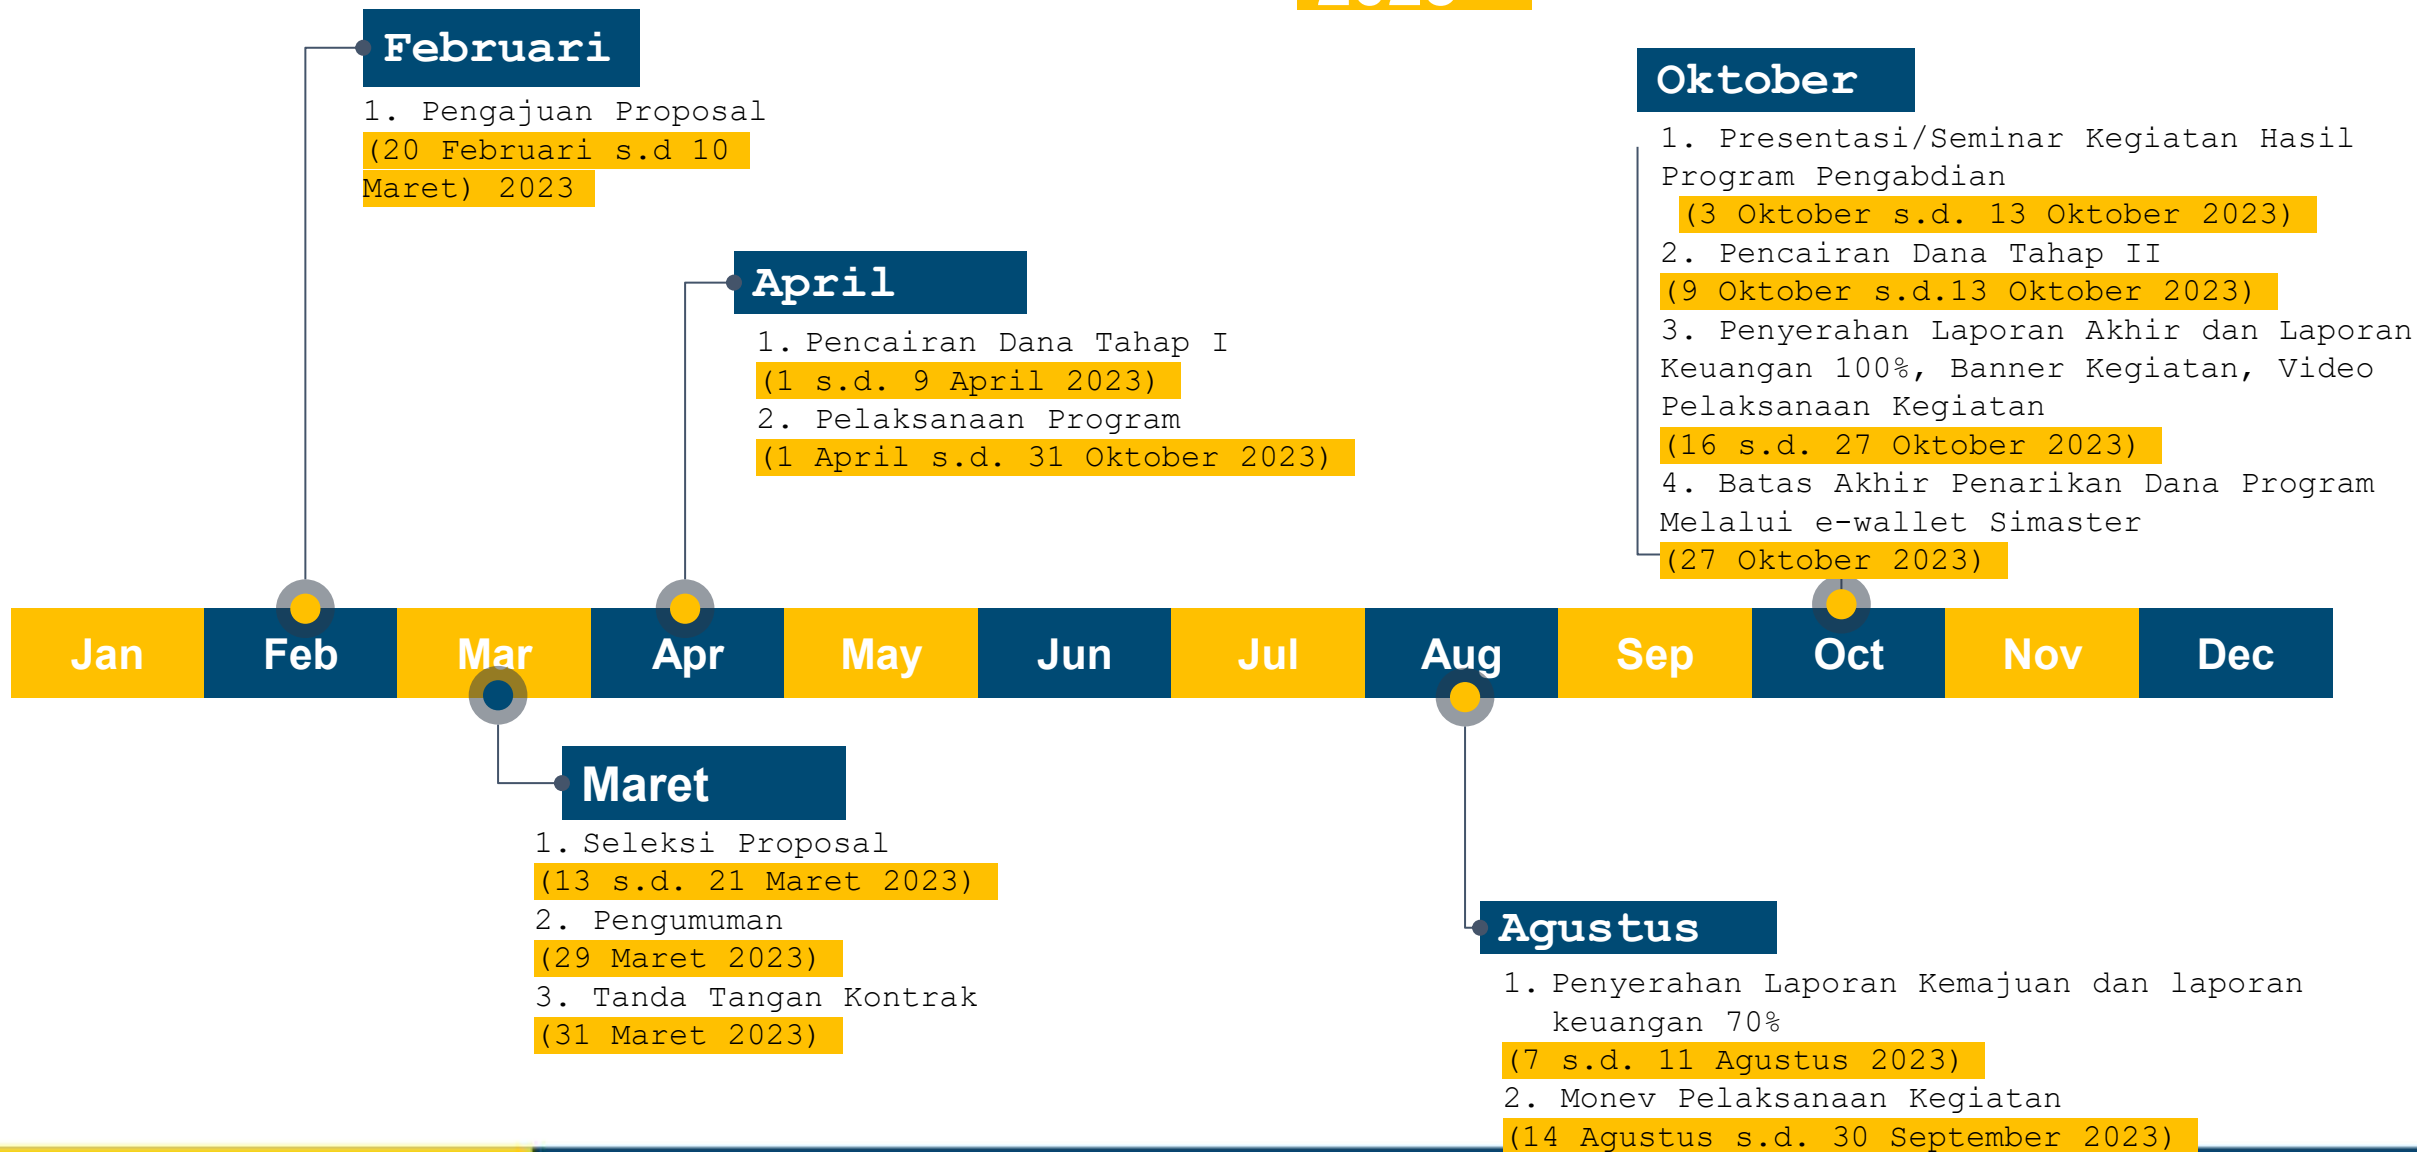 Februari
1. Pengajuan Proposal
(20 Februari s.d 10
Maret) 2023
April
1. Pencairan Dana Tahap I
(1 s.d. 9 April 2023)
2. Pelaksanaan Program
(1 April s.d. 31 Oktober 2023)
Oktober
1. Presentasi/Seminar Kegiatan Hasil
Program Pengabdian
(3 Oktober s.d. 13 Oktober 2023)
2. Pencairan Dana Tahap II
(9 Oktober s.d.13 Oktober 2023)
3. Penyerahan Laporan Akhir dan Laporan
Keuangan 100%, Banner Kegiatan, Video
Pelaksanaan Kegiatan
(16 s.d. 27 Oktober 2023)
4. Batas Akhir Penarikan Dana Program
Melalui e-wallet Simaster
(27 Oktober 2023)
Jan Feb Mar Apr May Jun Jul Aug Sep Oct Nov Dec
Maret
1. Seleksi Proposal
(13 s.d. 21 Maret 2023)
2. Pengumuman
(29 Maret 2023)
3. Tanda Tangan Kontrak
(31 Maret 2023)
Agustus
1. Penyerahan Laporan Kemajuan dan laporan
keuangan 70%
(7 s.d. 11 Agustus 2023)
2. Monev Pelaksanaan Kegiatan
(14 Agustus s.d. 30 September 2023)